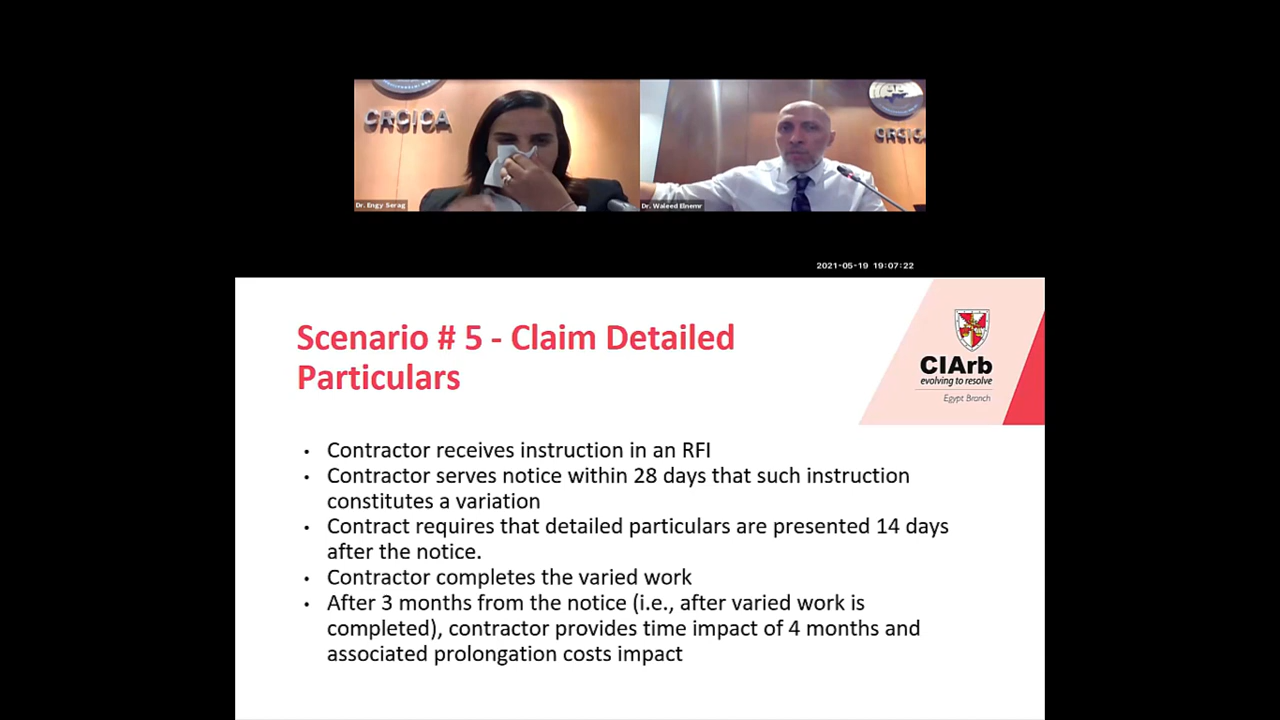 CRCICA
CRCICA
Dr. Engy Serag
Dr. Waleed Elnemr
2021-05-19 19:07:22
Scenario # 5 - Claim Detailed
Particulars
CIArb
evolving to resolve
Egypt Branch
• Contractor receives instruction in an RFI
• Contractor serves notice within 28 days that such instruction
constitutes a variation
• Contract requires that detailed particulars are presented 14 days
after the notice.
• Contractor completes the varied work
• After 3 months from the notice (i.e., after varied work is
completed), contractor provides time impact of 4 months and
associated prolongation costs impact